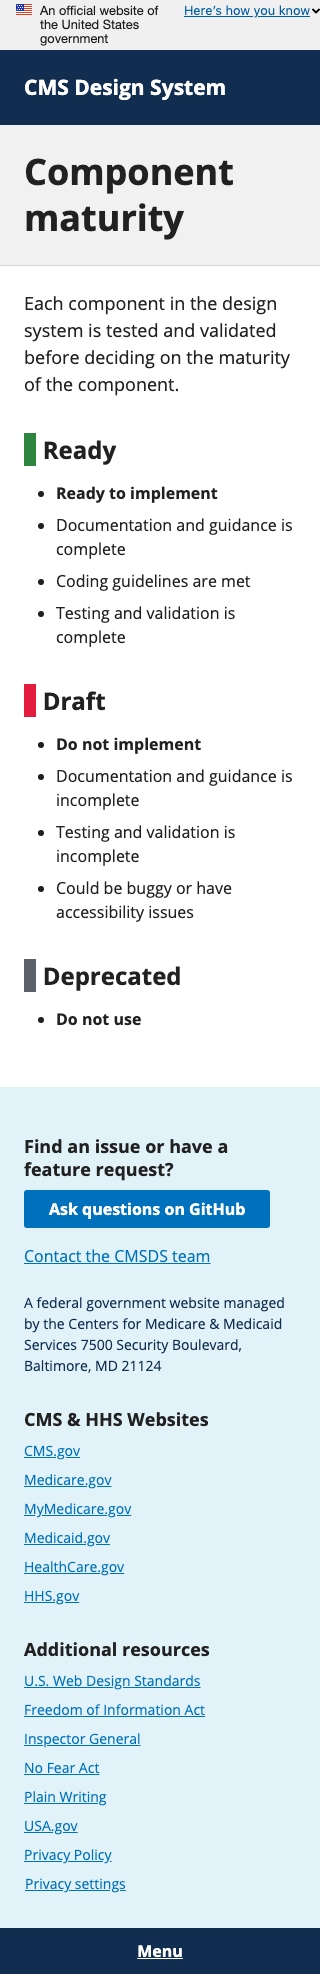 An official website of
the United States
government
Here's how you know
CMS Design System
Component
maturity
Each component in the design
system is tested and validated
before deciding on the maturity
of the component.
Ready
Ready to implement
Documentation and guidance is
complete
Coding guidelines are met
Testing and validation is
complete
Draft
Do not implement
Documentation and guidance is
incomplete
Testing and validation is
incomplete
Could be buggy or have
accessibility issues
Deprecated
Do not use
Find an issue or have a
feature request?
Ask questions on GitHub
Contact the CMSDS team
A federal government website managed
by the Centers for Medicare & Medicaid
Services 7500 Security Boulevard,
Baltimore, MD 21124
CMS & HHS Websites
CMS.gov
Medicare.gov
MyMedicare.gov
Medicaid.gov
HealthCare.gov
HHS.gov
Additional resources
U.S. Web Design Standards
Freedom of Information Act
Inspector General
No Fear Act
Plain Writing
USA.gov
Privacy Policy
Privacy settings
Menu